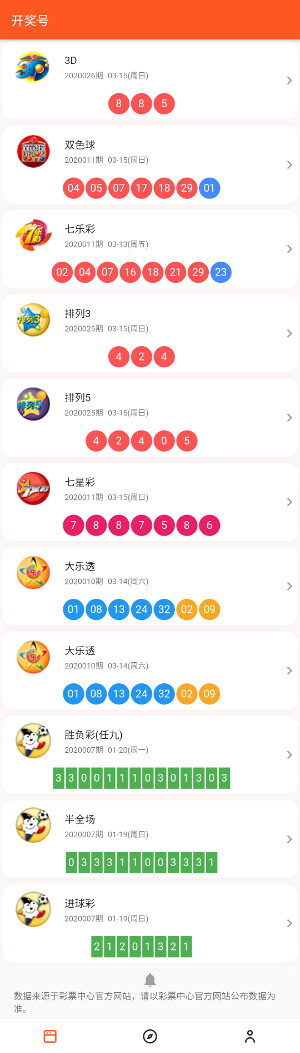 开奖号
3D
2020026期 03-15(周日)
8 8 5
双色球
2020011期 03-15(周日)
04 05 07 17 18 29 01
七乐彩
2020011期 03-13(周五)
02 04 07 16 18 21 29 23
排列3
2020025期 03-15(周日)
4 2 4
排列5
2020025期 03-15(周日)
4 2 4 0 5
七星彩
2020011期 03-15(周日)
7 8 8 7 5 8 6
大乐透
2020010期 03-14(周六)
01 08 13 24 32 02 09
大乐透
2020010期 03-14(周六)
01 08 13 24 32 02 09
胜负彩(任九)
2020007期 01-20(周一)
3 3 0 0 1 1 1 0 3 0 1 3 0 3
半全场
2020007期 01-19(周日)
0 3 3 3 1 1 0 0 3 3 3 1
进球彩
2020007期 01-19(周日)
2 1 2 0 1 3 2 1
数据来源于彩票中心官方网站，请以彩票中心官方网站公布数据为
准。